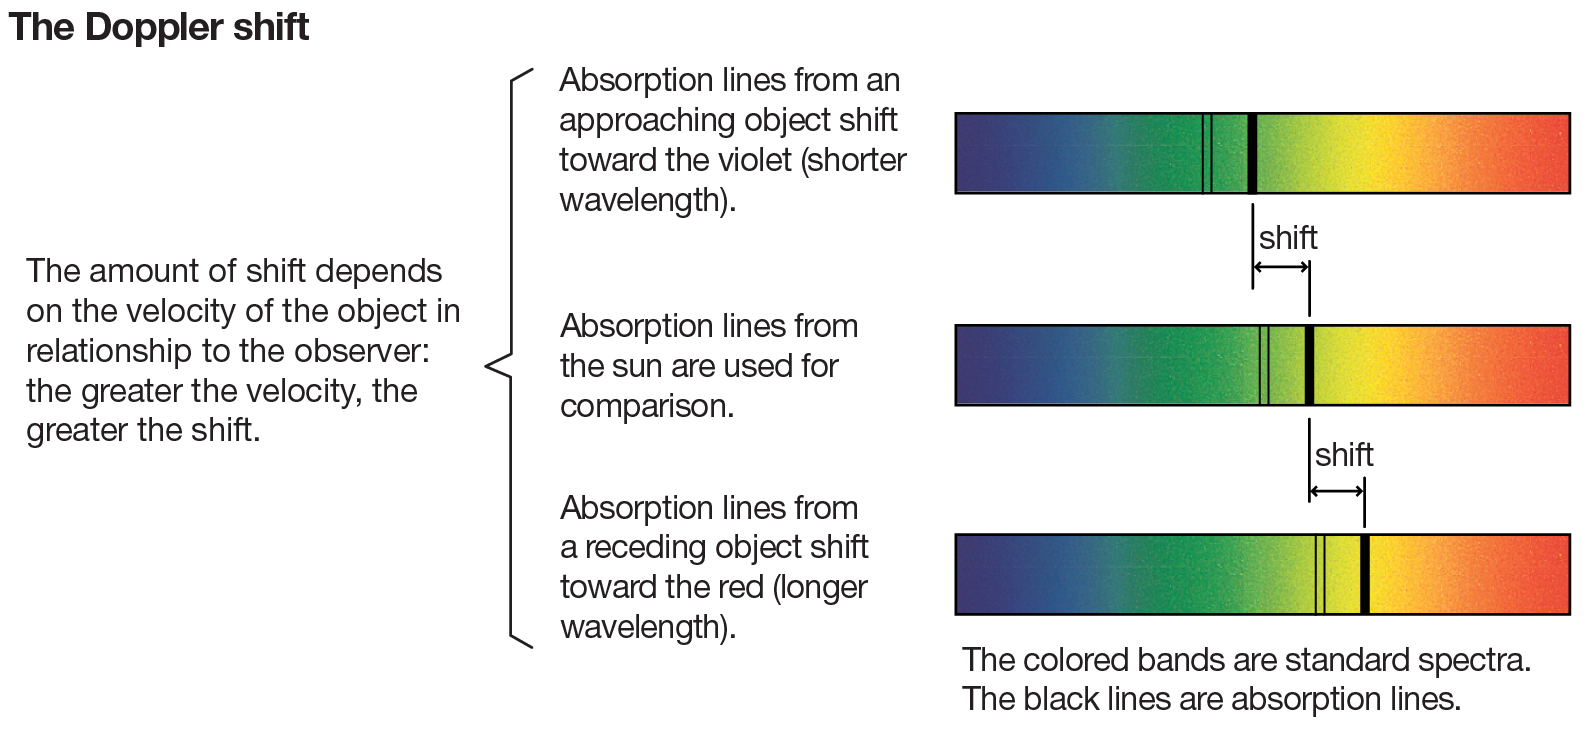 The Doppler shift
The amount of shift depends
on the velocity of the object in
relationship to the observer:
the greater the velocity, the
greater the shift.
Absorption lines from an
approaching object shift
toward the violet (shorter
wavelength).
shift
Absorption lines from
the sun are used for
comparison.
shift
Absorption lines from
a receding object shift
toward the red (longer
wavelength).
The colored bands are standard spectra.
The black lines are absorption lines.